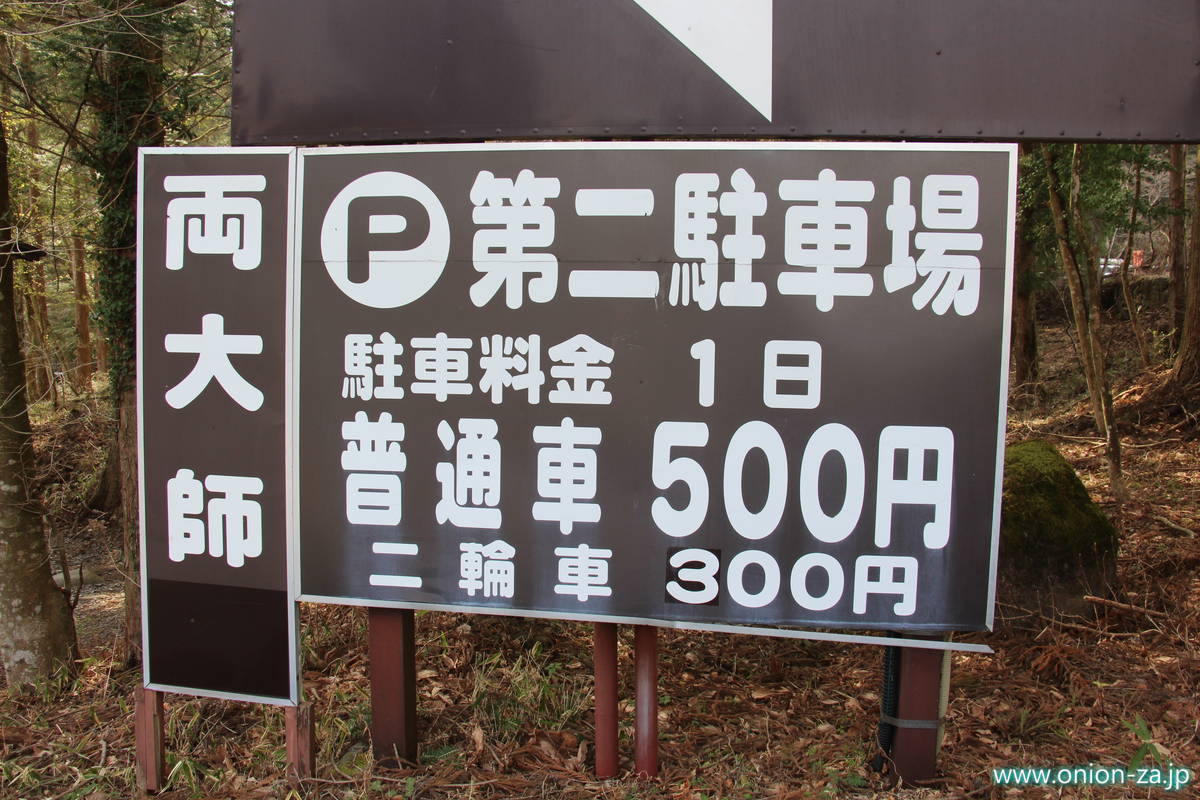 両大師
P 第二駐車場
駐車料金 1日
普通車 500円
二輪車 300円
www.onion-za.jp